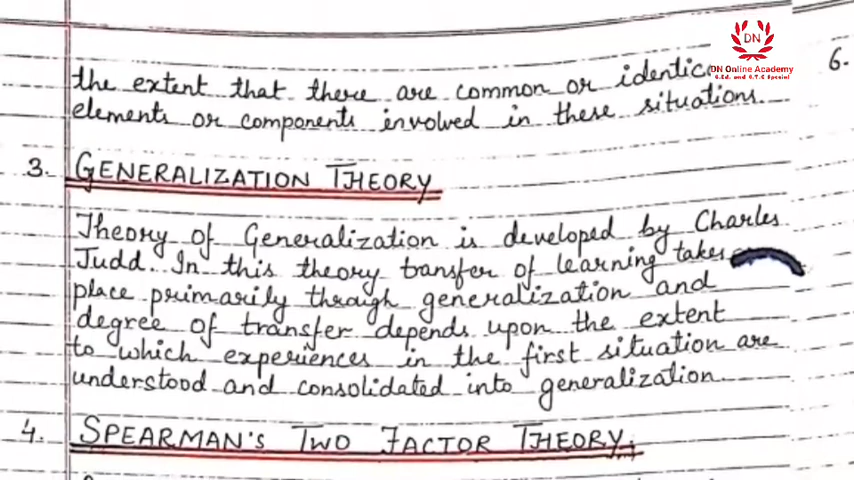 DN
DN Online Academy
B.Ed. and B.T.C Special
6.
the extent that there are common or identic
elements or components involved in these situations.
3. GENERALIZATION THEORY
Theory of Generalization is developed by Charles
Judd. In this theory transfer of learning takes
place primarily through generalization and
degree of transfer depends upon the extent
to which experiences in the first situation are
understood and consolidated into generalization.
4. SPEARMAN'S TWO FACTOR THEORY.